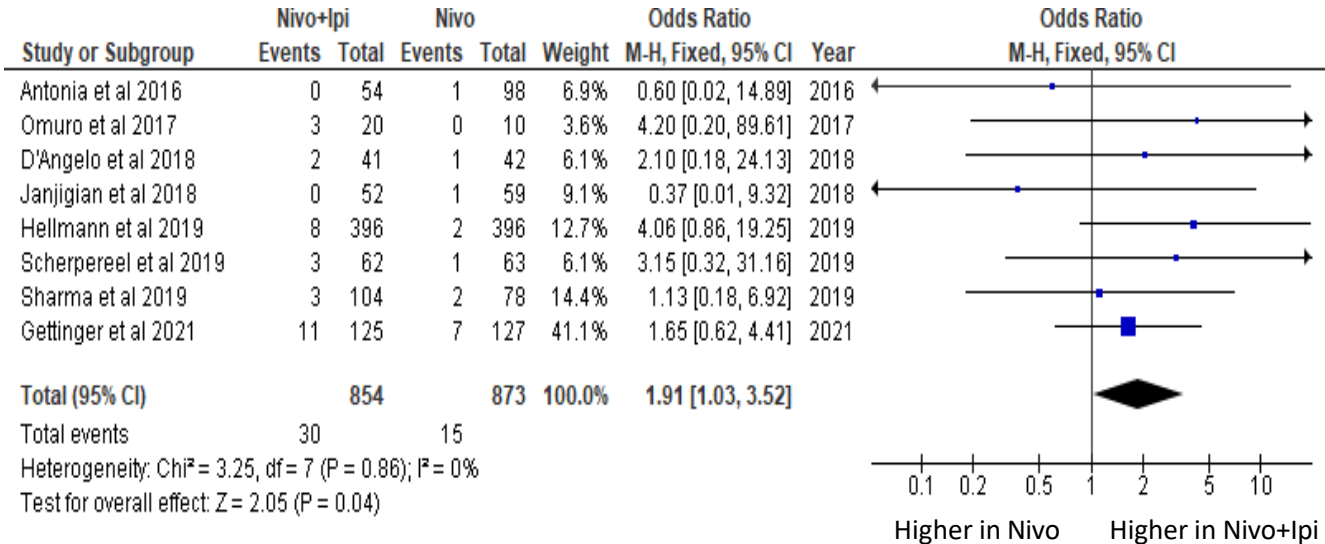 Nivo+Ipi Nivo Odds Ratio Odds Ratio
Study or Subgroup Events Total Events Total Weight M-H, Fixed, 95% CI Year M-H, Fixed, 95% CI
Antonia et al 2016 0 54 1 98 6.9% 0.60 [0.02, 14.89] 2016
Omuro et al 2017 3 20 0 10 3.6% 4.20 [0.20, 89.61] 2017
D'Angelo et al 2018 2 41 1 42 6.1% 2.10 [0.18, 24.13] 2018
Janjigian et al 2018 0 52 1 59 9.1% 0.37 [0.01, 9.32] 2018
Hellmann et al 2019 8 396 2 396 12.7% 4.06 [0.86, 19.25] 2019
Scherpereel et al 2019 3 62 1 63 6.1% 3.15 [0.32, 31.16] 2019
Sharma et al 2019 3 104 2 78 14.4% 1.13 [0.18, 6.92] 2019
Gettinger et al 2021 11 125 7 127 41.1% 1.65 [0.62, 4.41] 2021
Total (95% CI) 854 873 100.0% 1.91 [1.03, 3.52]
Total events 30 15
Heterogeneity: Chi² = 3.25, df = 7 (P = 0.86); I² = 0%
Test for overall effect: Z = 2.05 (P = 0.04)
0.1 0.2 0.5 1 2 5 10
Higher in Nivo Higher in Nivo+Ipi